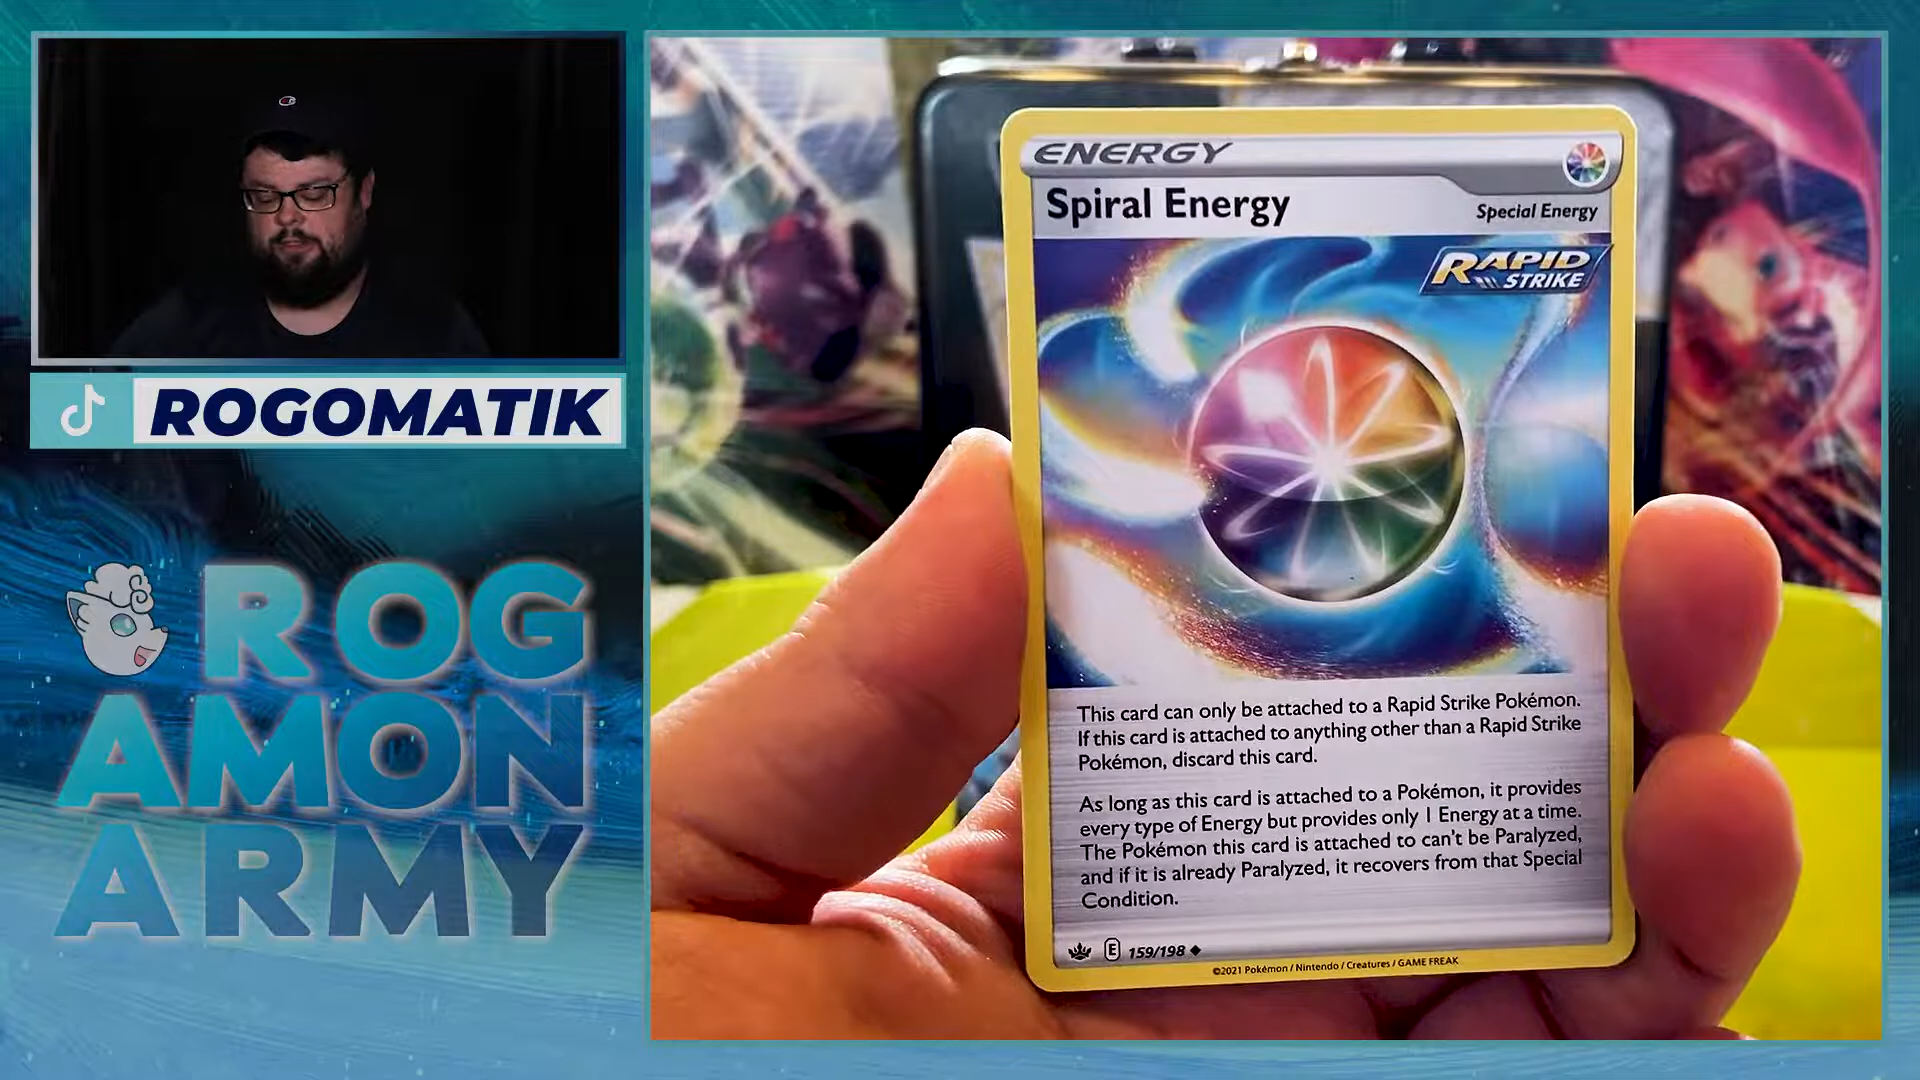 ROGOMATIK
ROG
AMON
ARMY
ENERGY
Spiral Energy
Special Energy
RAPID
STRIKE
This card can only be attached to a Rapid Strike Pokémon.
If this card is attached to anything other than a Rapid Strike
Pokémon, discard this card.
As long as this card is attached to a Pokémon, it provides
every type of Energy but provides only 1 Energy at a time.
The Pokémon this card is attached to can't be Paralyzed,
and if it is already Paralyzed, it recovers from that Special
Condition.
E 159/198
©2021 Pokémon / Nintendo / Creatures / GAME FREAK